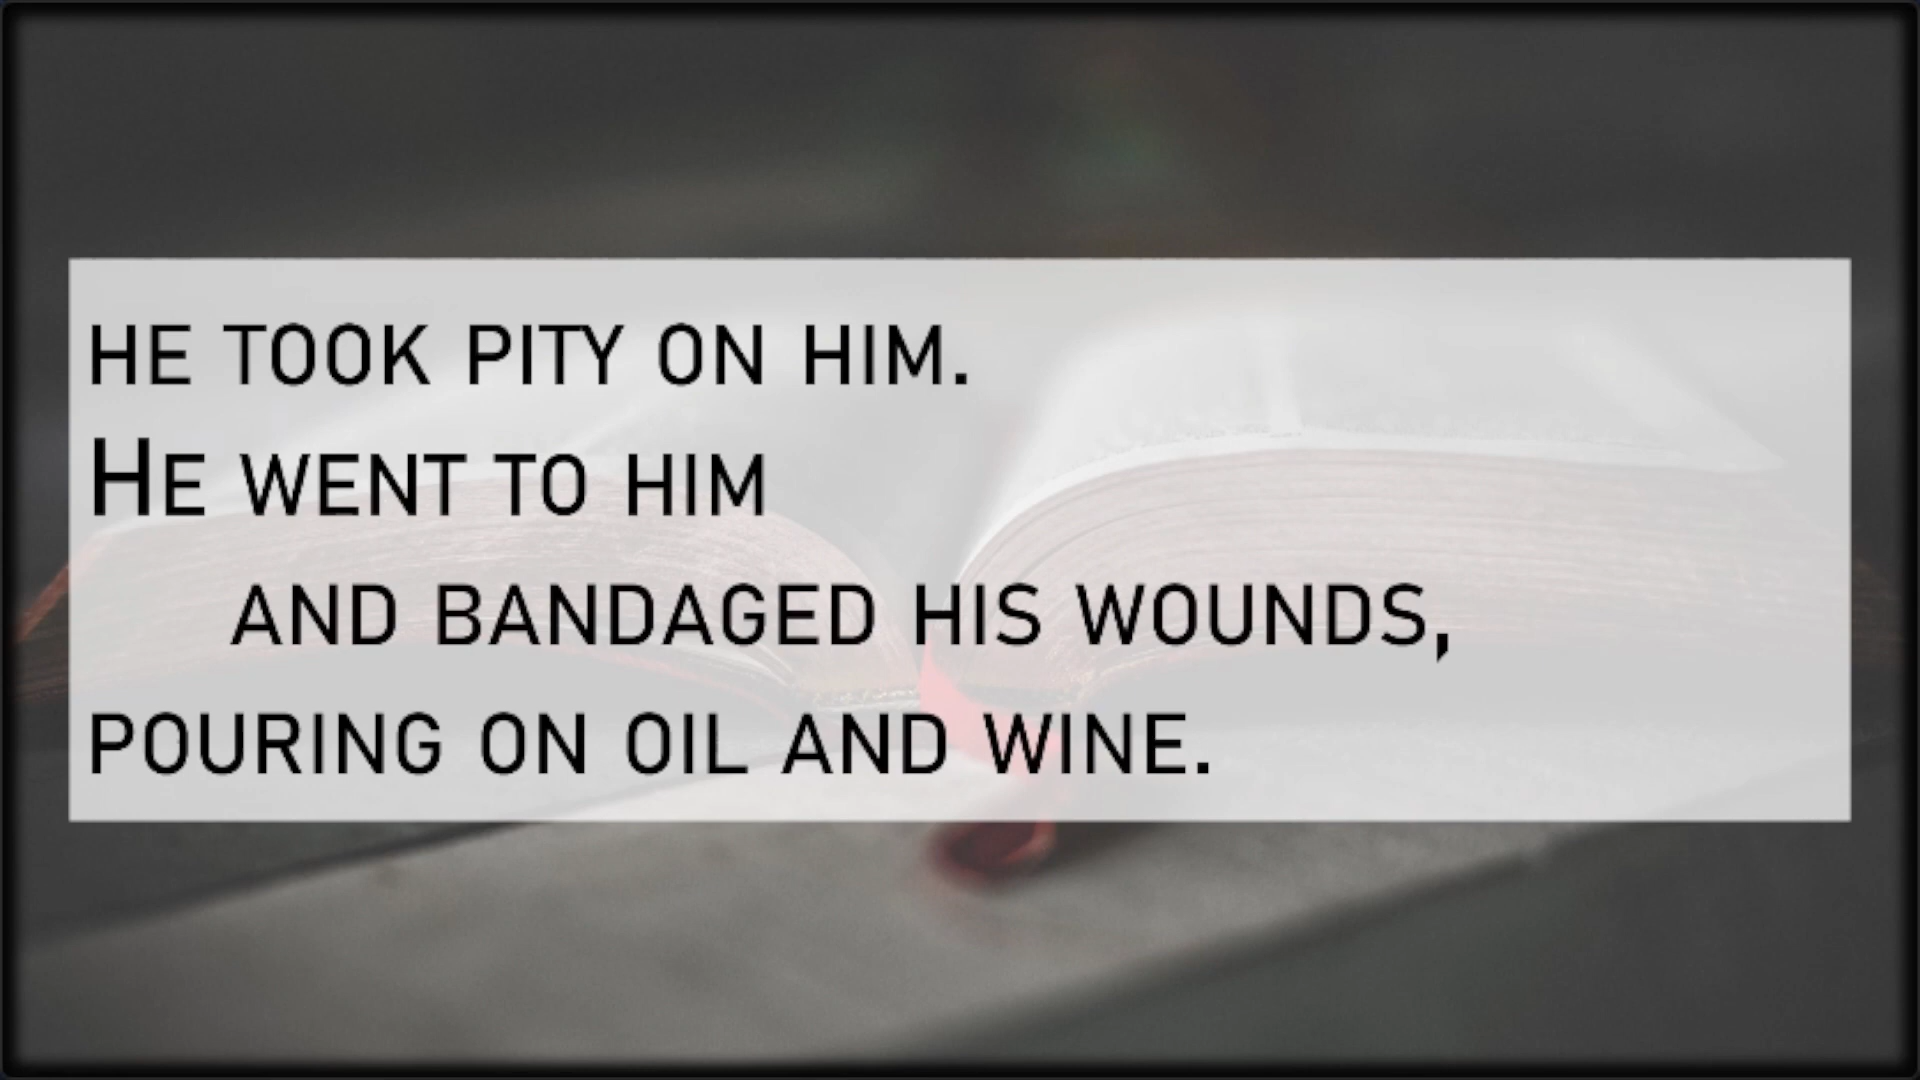 HE TOOK PITY ON HIM.
HE WENT TO HIM
AND BANDAGED HIS WOUNDS,
POURING ON OIL AND WINE.